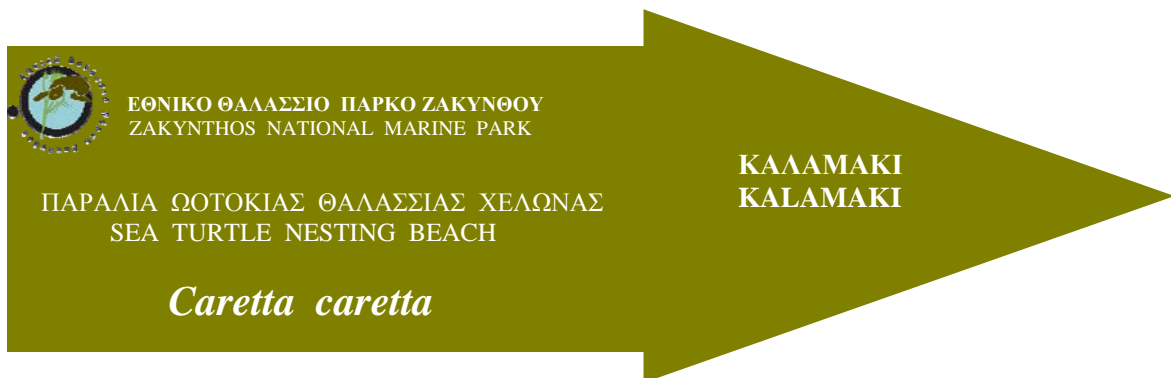 ΕΘΝΙΚΟ ΘΑΛΑΣΣΙΟ ΠΑΡΚΟ ΖΑΚΥΝΘΟΥ
ZAKYNTHOS NATIONAL MARINE PARK
ΠΑΡΑΛΙΑ ΩΟΤΟΚΙΑΣ ΘΑΛΑΣΣΙΑΣ ΧΕΛΩΝΑΣ
SEA TURTLE NESTING BEACH
Caretta caretta
ΚΑΛΑΜΑΚΙ
KALAMAKI